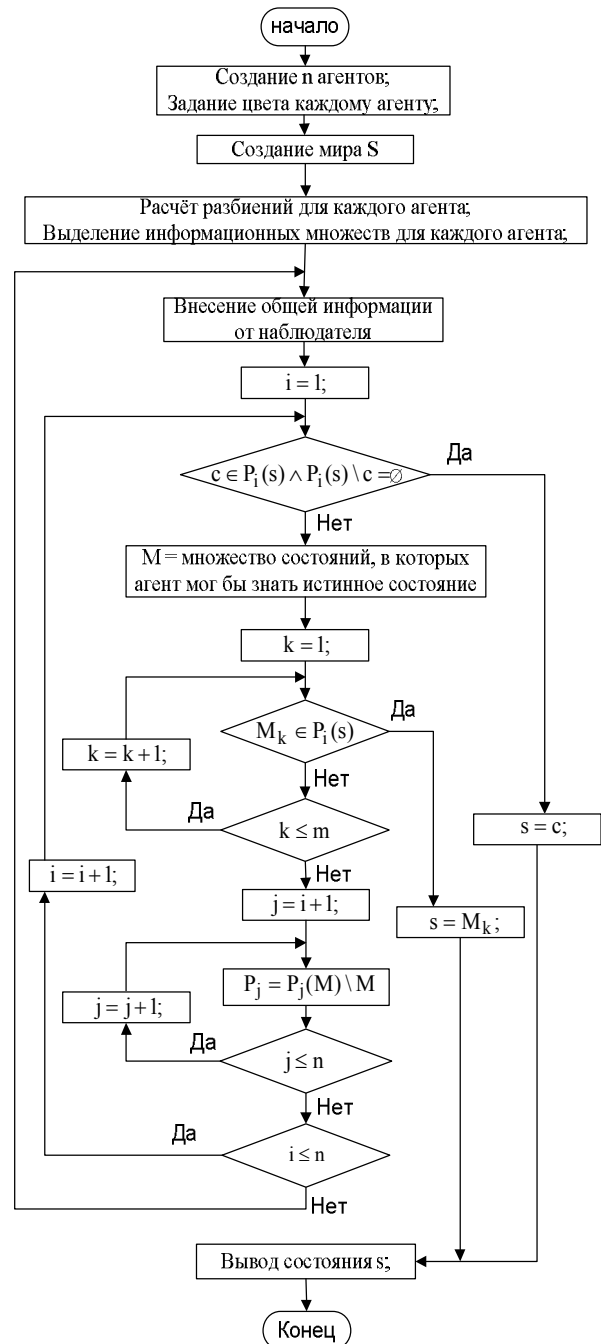 начало
Создание n агентов;
Задание цвета каждому агенту;
Создание мира S
Расчёт разбиений для каждого агента;
Выделение информационных множеств для каждого агента;
Внесение общей информации
от наблюдателя
i = 1;
c ∈ P_i(s) ∧ P_i(s) \ c = ∅
Да
Нет
M = множество состояний, в которых
агент мог бы знать истинное состояние
k = 1;
M_k ∈ P_i(s)
Да
k = k + 1;
Нет
Да
k ≤ m
s = c;
i = i + 1;
Нет
j = i + 1;
s = M_k;
P_j = P_j(M) \ M
j = j + 1;
Да
j ≤ n
Нет
Да
i ≤ n
Нет
Вывод состояния s;
Конец